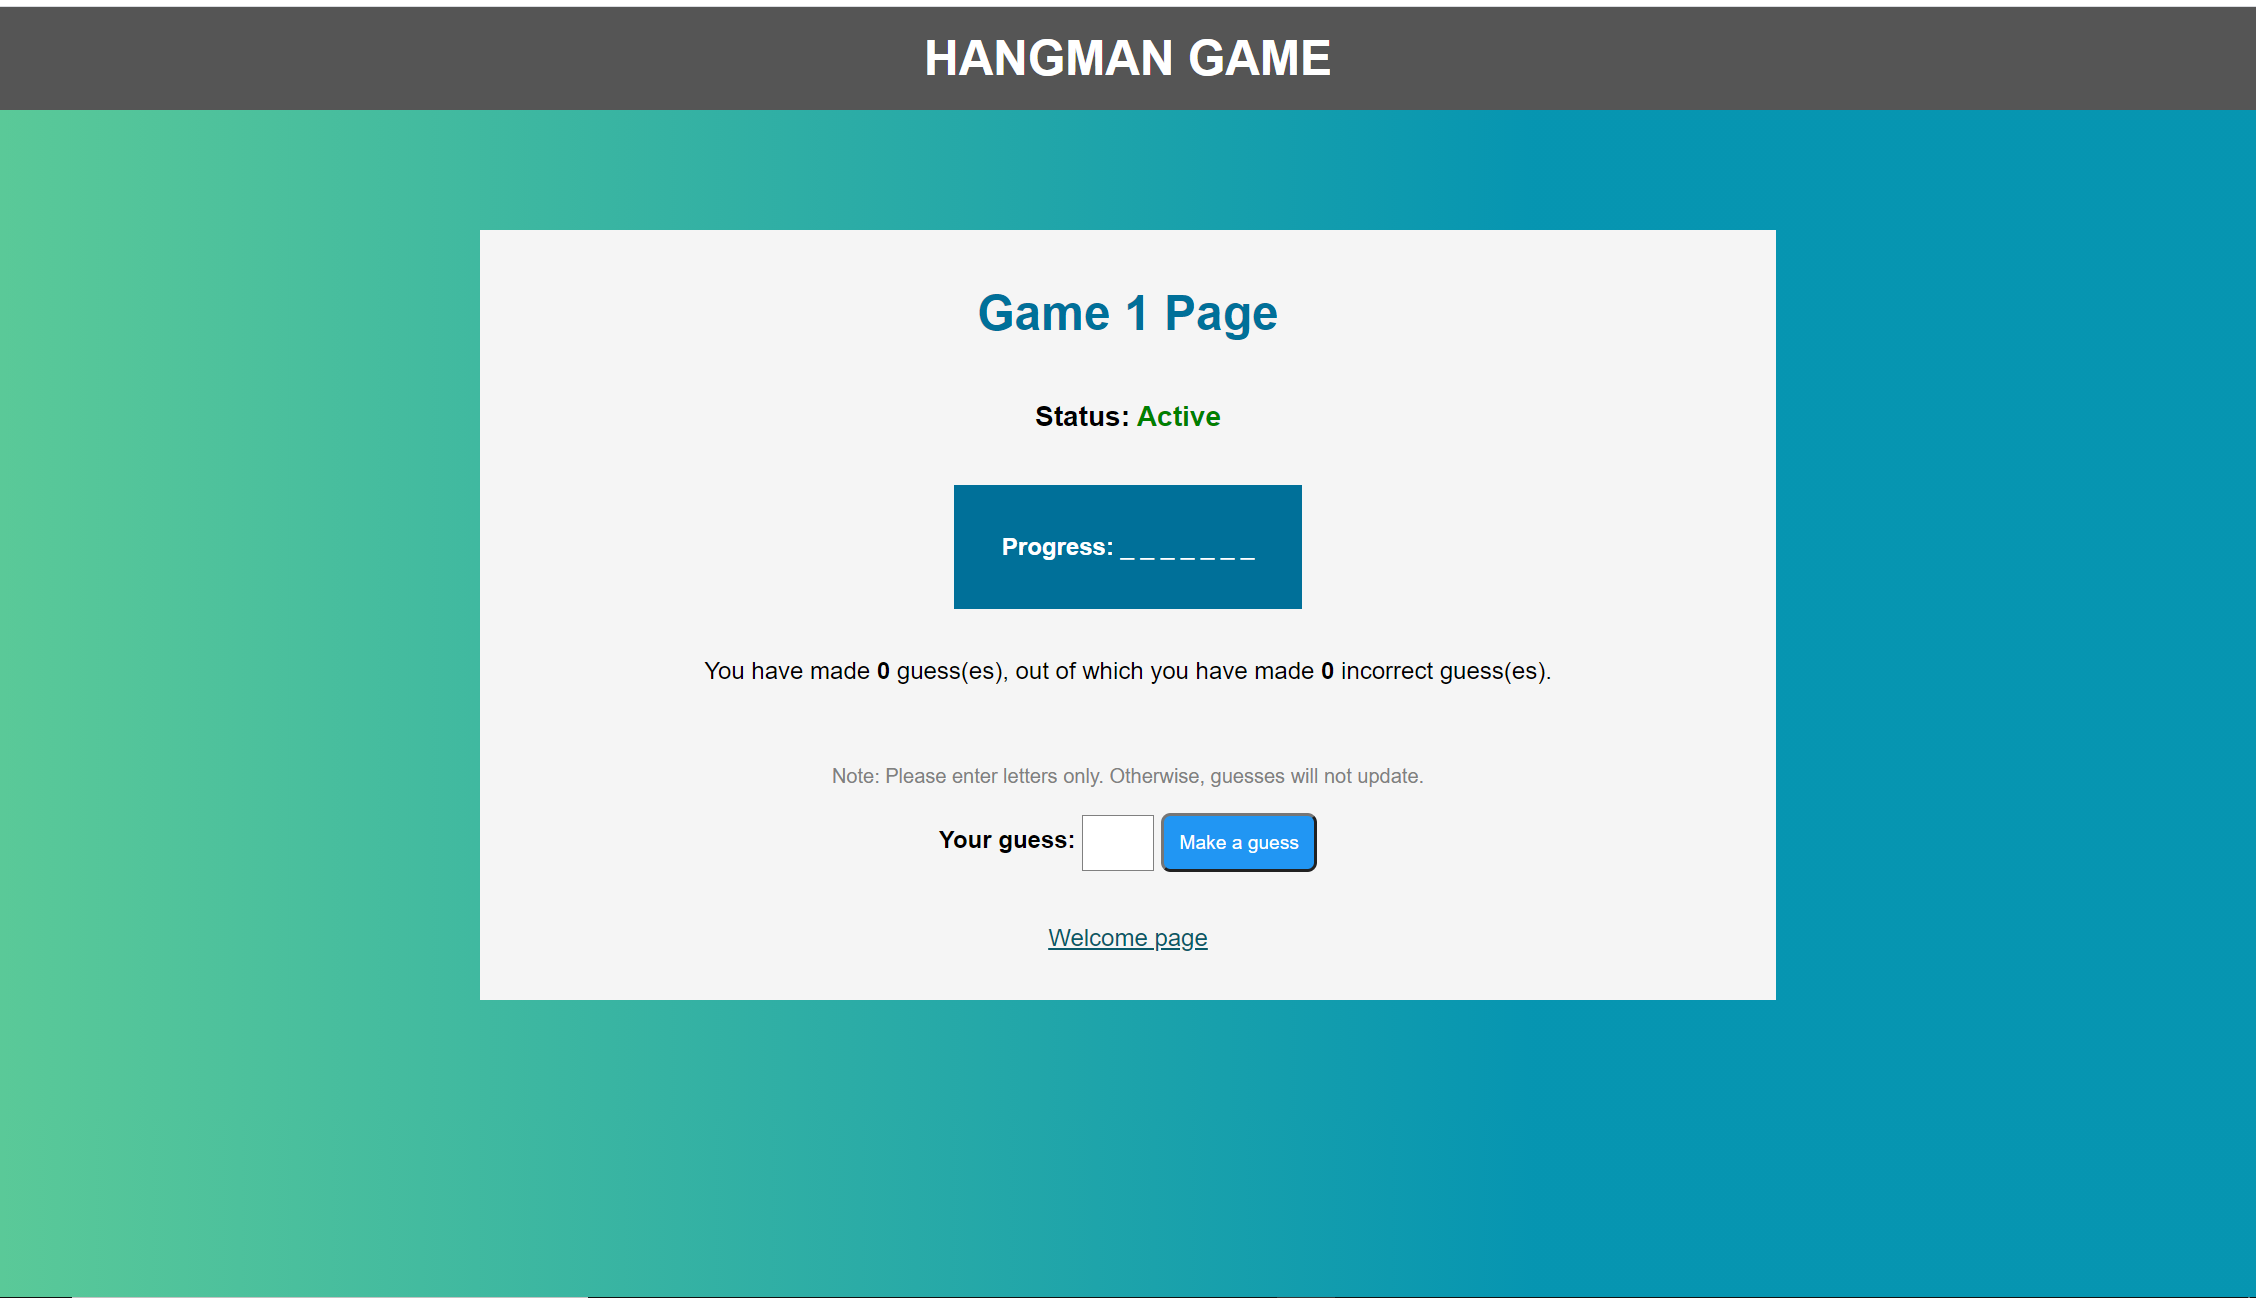 HANGMAN GAME
Game 1 Page
Status: Active
Progress: _ _ _ _ _ _ _
You have made 0 guess(es), out of which you have made 0 incorrect guess(es).
Note: Please enter letters only. Otherwise, guesses will not update.
Your guess: Make a guess
Welcome page